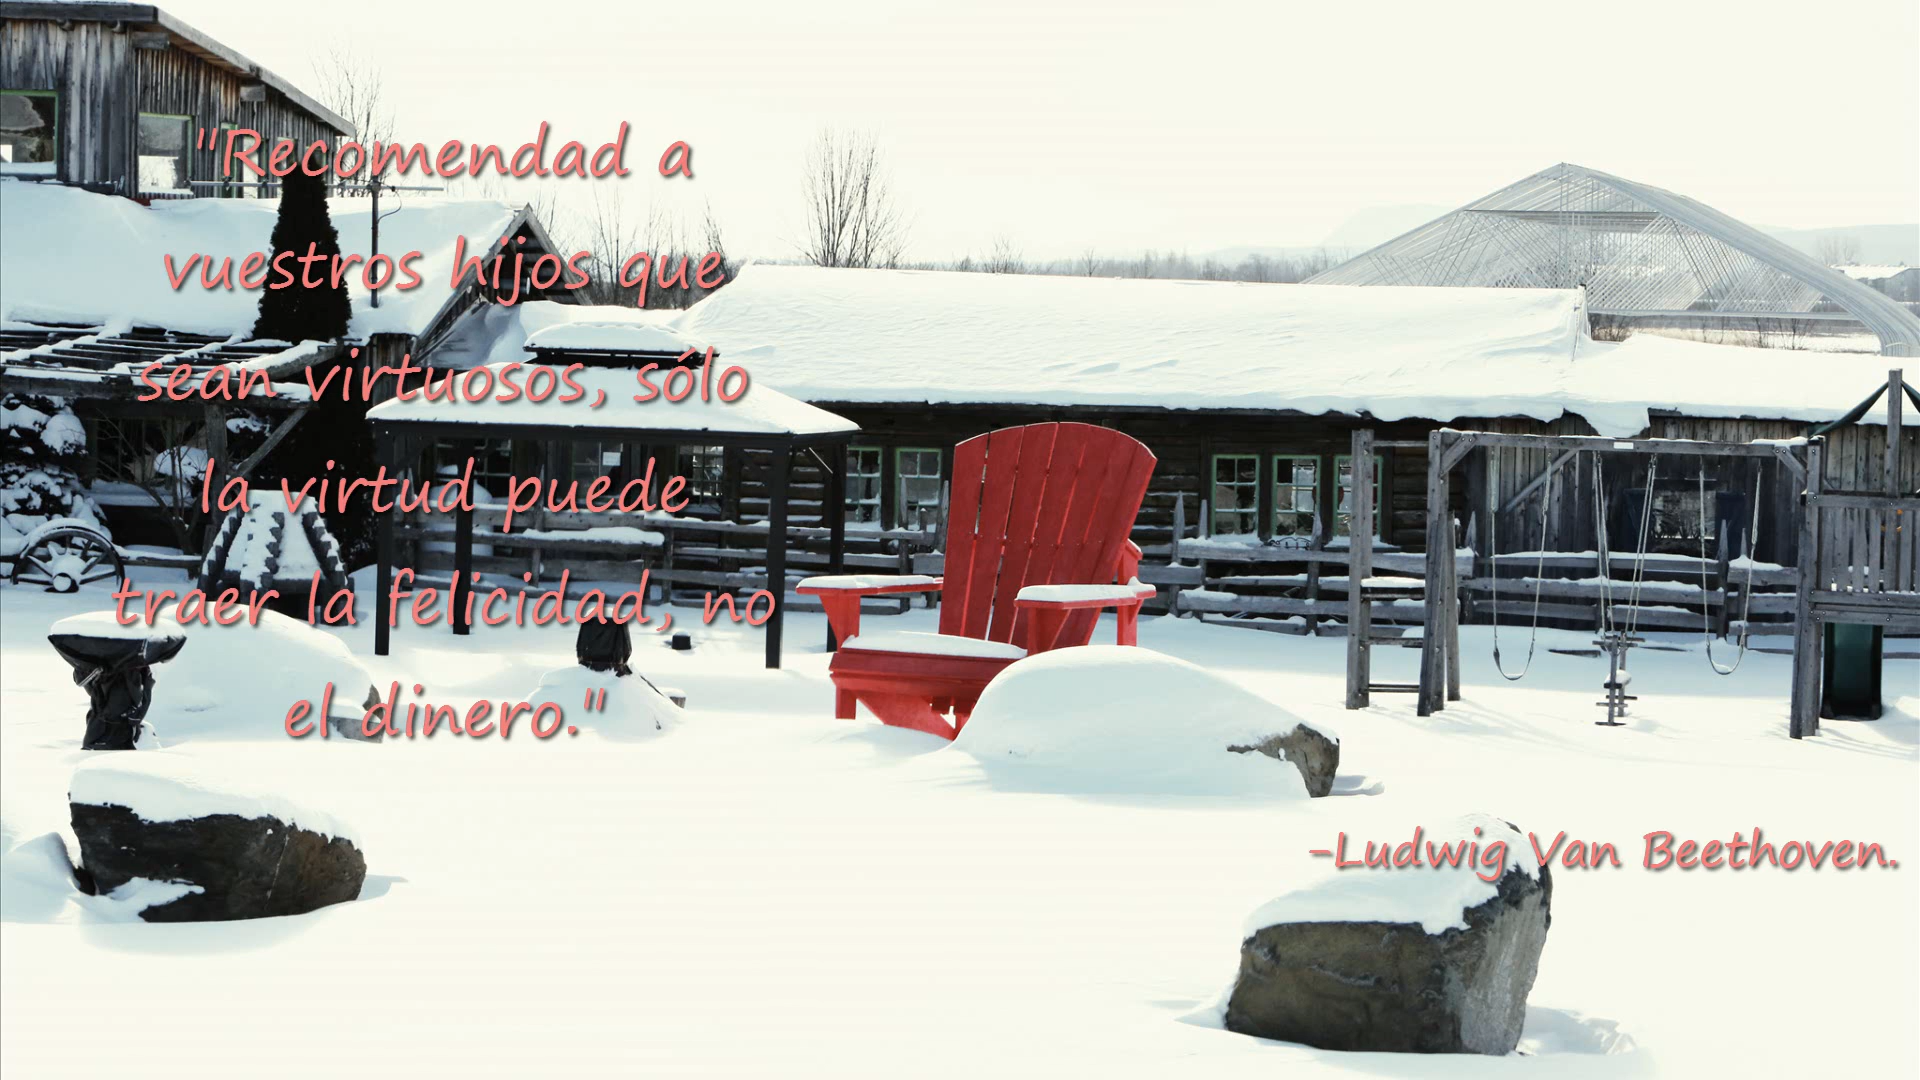 "Recomendad a
vuestros hijos que
sean virtuosos, sólo
la virtud puede
traer la felicidad, no
el dinero."
-Ludwig Van Beethoven.